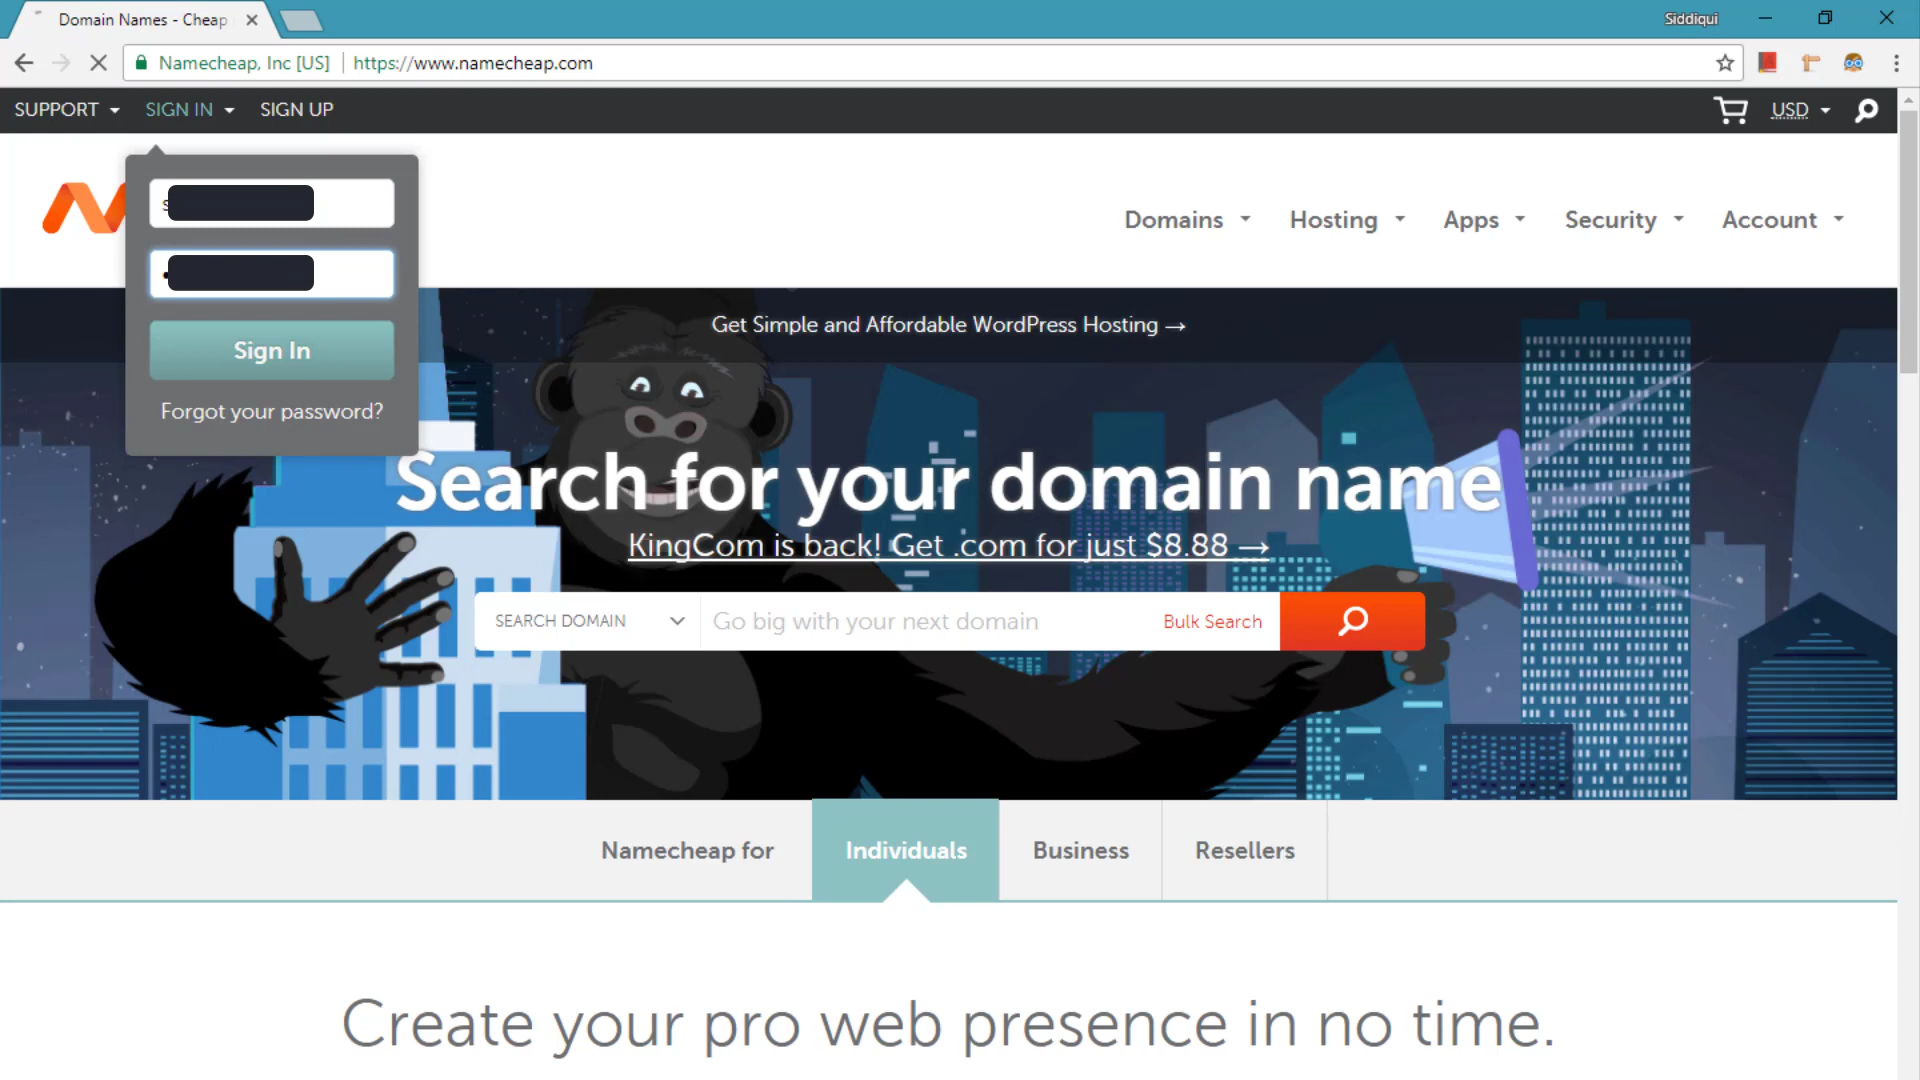 Domain Names - Cheap
Siddiqui
Namecheap, Inc [US]
https://www.namecheap.com
SUPPORT
SIGN IN
SIGN UP
USD
Domains
Hosting
Apps
Security
Account
Sign In
Forgot your password?
Get Simple and Affordable WordPress Hosting →
Search for your domain name
KingCom is back! Get .com for just $8.88 →
SEARCH DOMAIN
Go big with your next domain
Bulk Search
Namecheap for
Individuals
Business
Resellers
Create your pro web presence in no time.